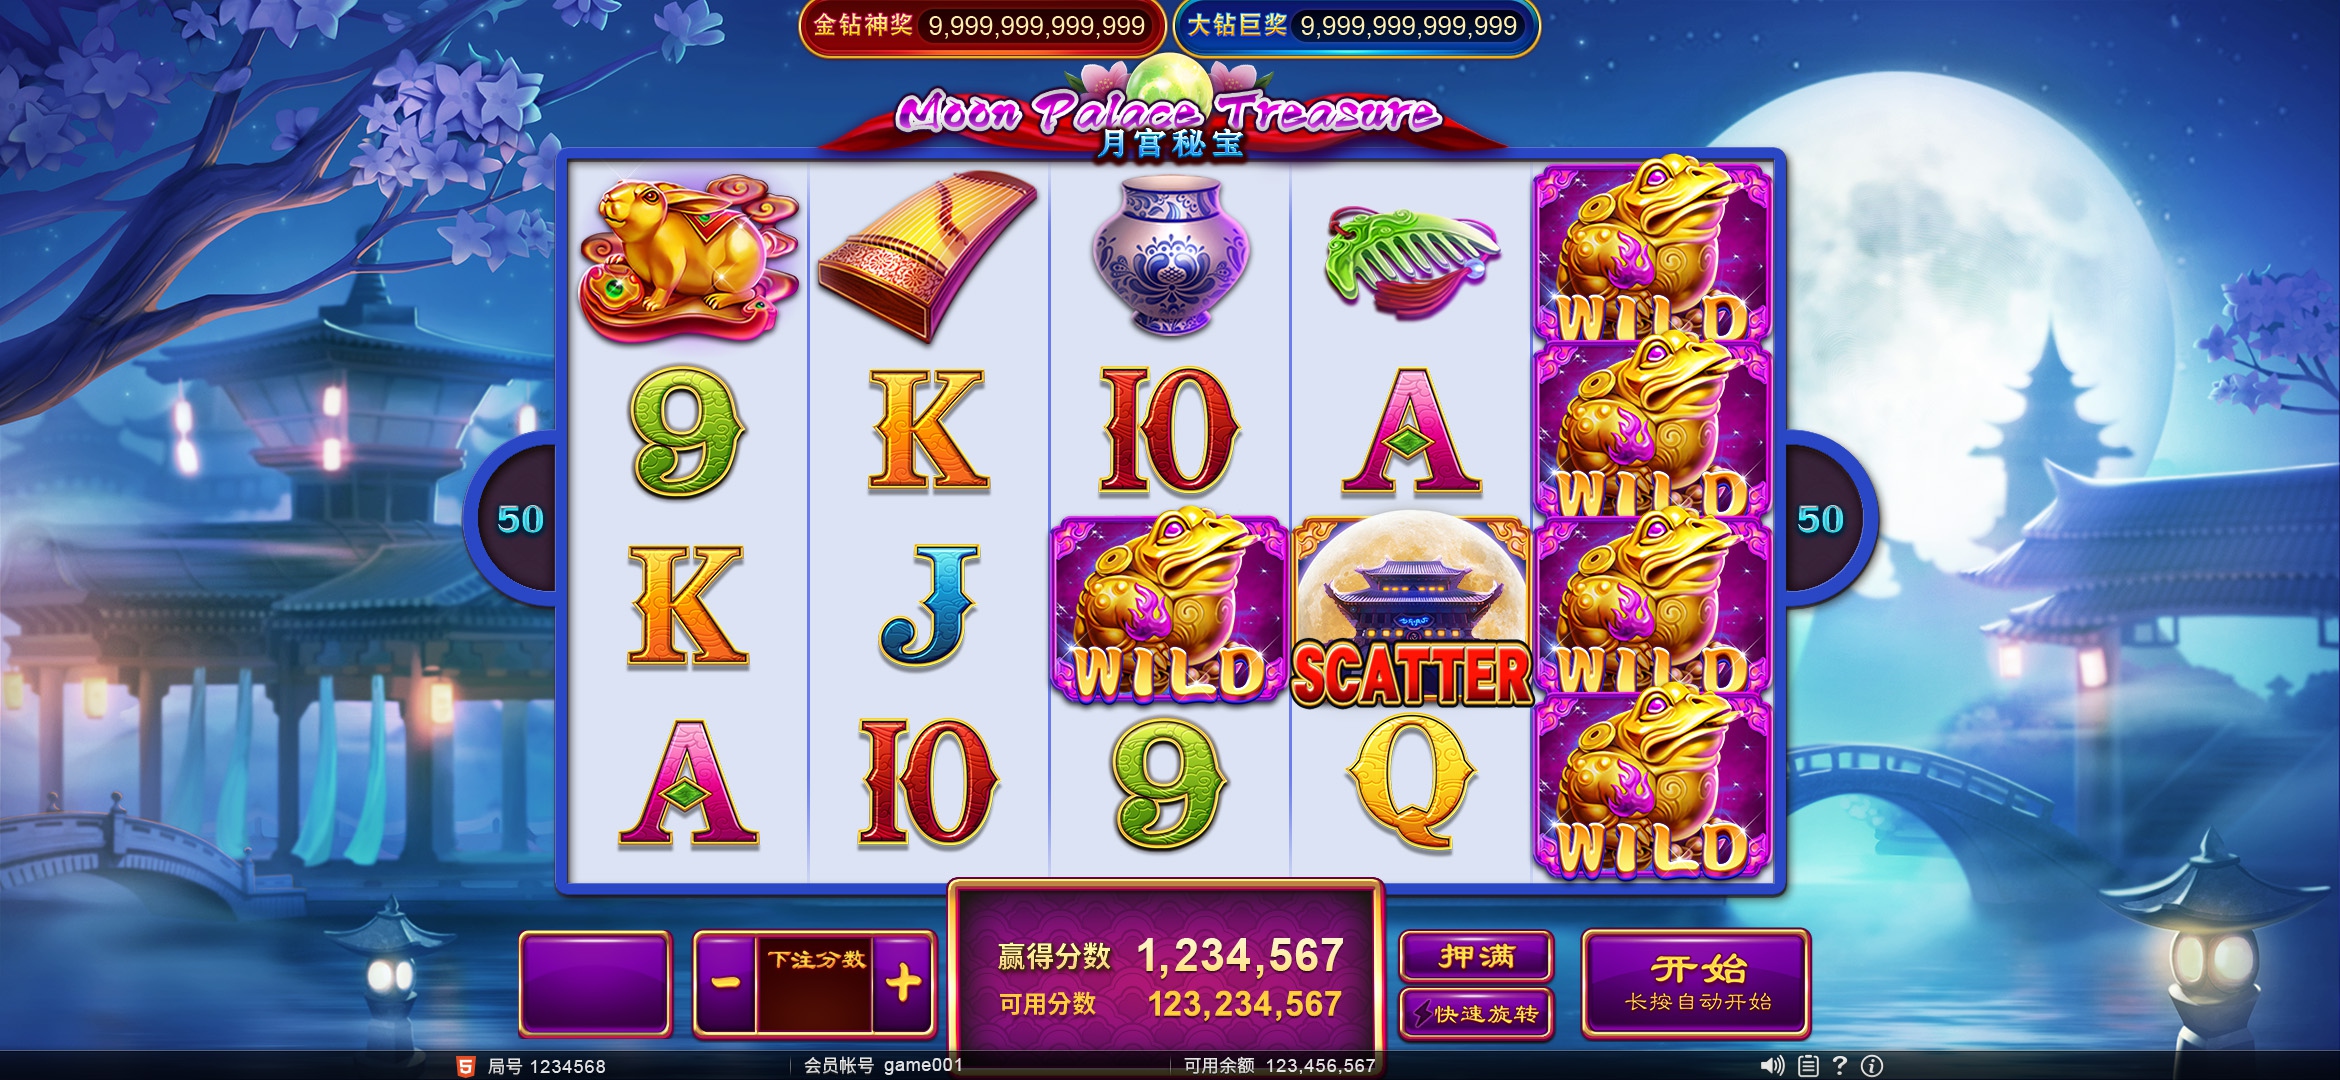 金钻神奖 9,999,999,999,999
大钻巨奖 9,999,999,999,999
Moon Palace Treasure
月宫秘宝
WILD
9 K 10 A WILD
50
50
K J WILD SCATTER WILD
A 10 9 Q WILD
下注分数
- +
赢得分数 1,234,567
可用分数 123,234,567
押满
快速旋转
开始
长按自动开始
5 局号 1234568
会员帐号 game001
可用余额 123,456,567
?
i